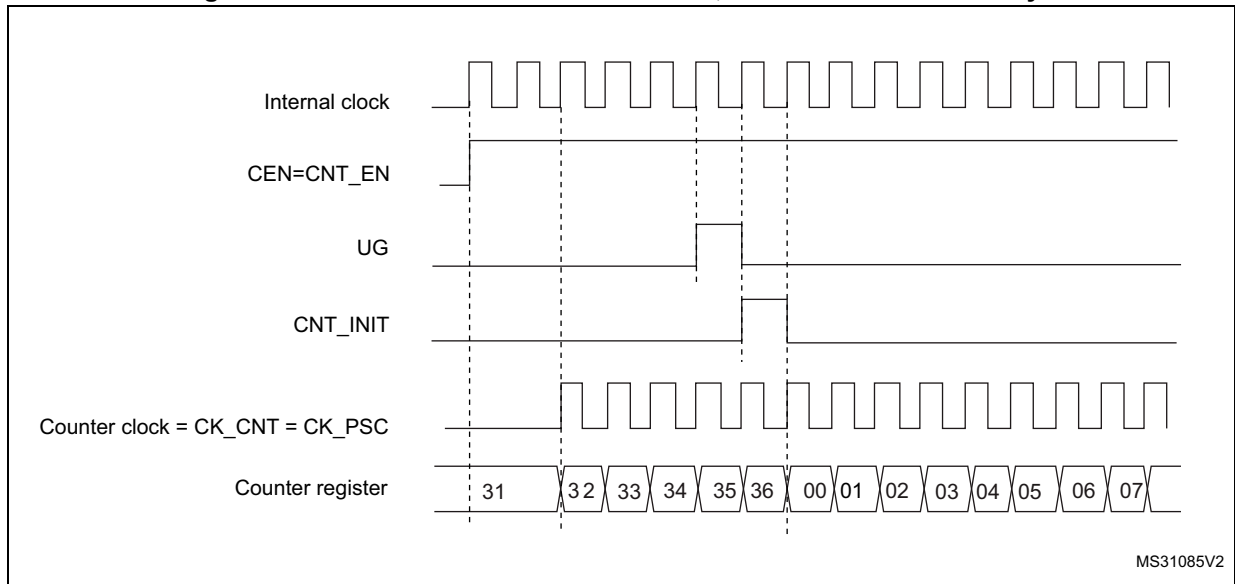 Internal clock
CEN=CNT_EN
UG
CNT_INIT
Counter clock = CK_CNT = CK_PSC
Counter register 31 32 33 34 35 36 00 01 02 03 04 05 06 07
MS31085V2